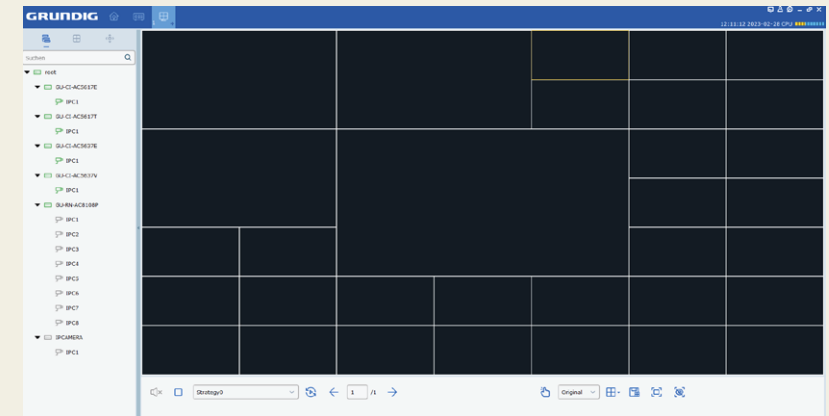 GRUNDIG
12:11:12 2023-02-28 CPU
suchen
root
GU-CI-AC5617E
IPC1
GU-CI-AC5617T
IPC1
GU-CI-AC5637E
IPC1
GU-CI-AC5637V
IPC1
GU-RN-AC8108P
IPC1
IPC2
IPC3
IPC4
IPC5
IPC6
IPC7
IPC8
IPCAMERA
IPC1
Strategy0 1 /1 Original